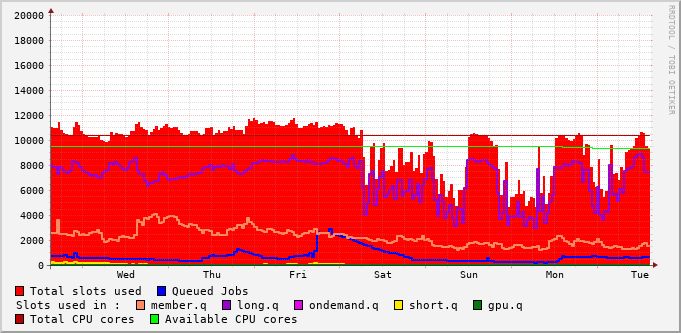 20000
18000
16000
14000
12000
10000
8000
6000
4000
2000
0
Wed Thu Fri Sat Sun Mon Tue
RRDTOOL / TOBI OETIKER
Total slots used Queued Jobs
Slots used in : member.q long.q ondemand.q short.q gpu.q
Total CPU cores Available CPU cores